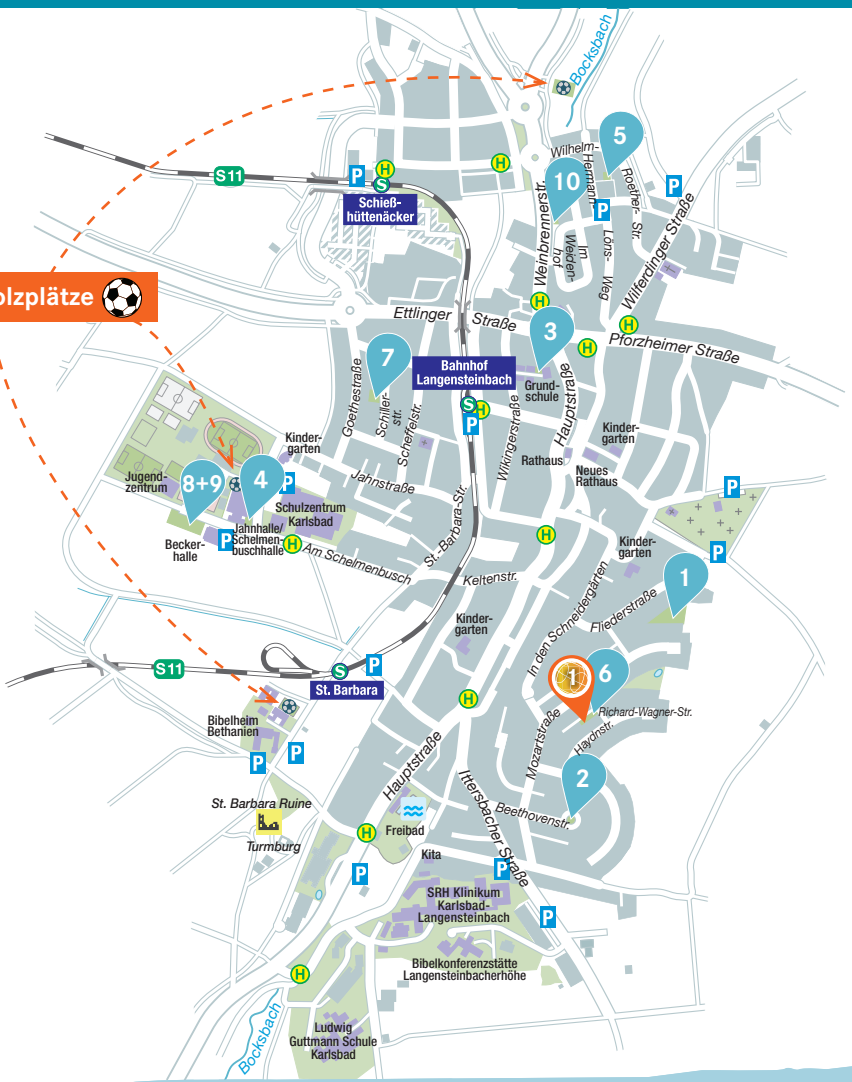 Bocksbach
5
Wilhelm-
Hermann-
Löns-
Weg
Roether-
Str.
P
S11
P
H
S
H
Schieß-
hüttenäcker
10
P
Weinbrennerstr.
Im
Weiden-
hof
Wilferdinger Straße
olzplätze
H
Ettlinger
Straße
3
H
H
Pforzheimer Straße
7
Bahnhof
Langensteinbach
S
H
P
Goethestraße
Schiller-
str.
Scheffelstr.
Grund-
schule
Hauptstraße
Wikingerstraße
Kinder-
garten
Kinder-
garten
Rathaus
Neues
Rathaus
Jugend-
zentrum
8+9
4
P
Jahnstraße
Schulzentrum
Karlsbad
P
Becker-
halle
P
Jahnhalle/
Schelmen-
buschhalle
H
Am Schelmenbusch
St.-Barbara-Str.
H
Kinder-
garten
P
Keltenstr.
1
Fliederstraße
In den Schneidergärten
Kinder-
garten
S11
S
P
St. Barbara
H
1
6
Richard-Wagner-Str.
Haydnstr.
Mozartstraße
Bibelheim
Bethanien
P
P
Hauptstraße
2
Beethovenstr.
Ittersbacher Straße
St. Barbara Ruine
Turmburg
H
Freibad
P
Kita
P
SRH Klinikum
Karlsbad-
Langensteinbach
P
Bibelkonferenzstätte
Langensteinbacherhöhe
H
Bocksbach
Ludwig
Guttmann Schule
Karlsbad